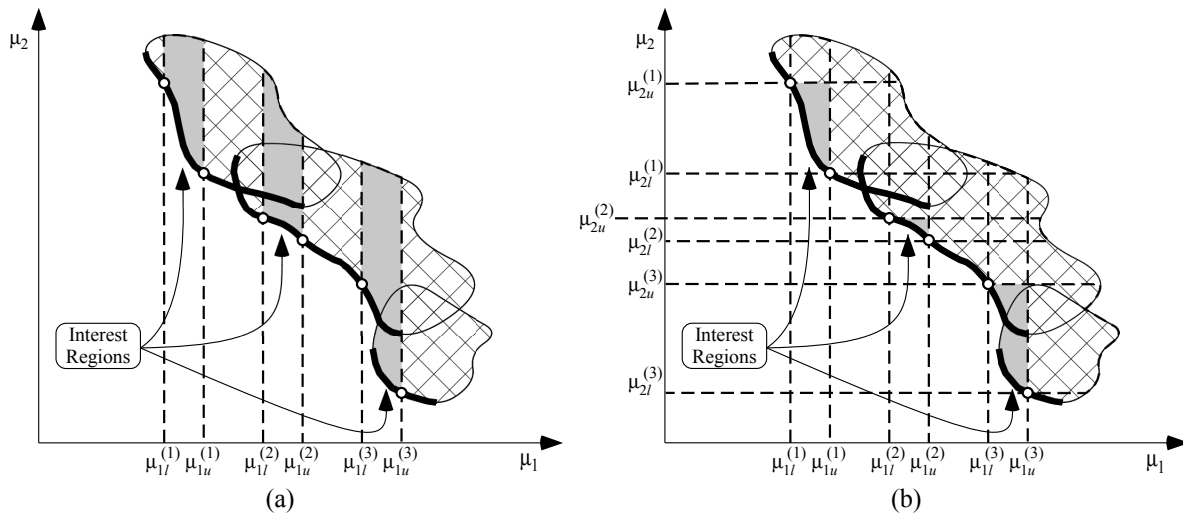 μ₂
Interest
Regions
μ₁ₗ⁽¹⁾ μ₁ᵤ⁽¹⁾ μ₁ₗ⁽²⁾ μ₁ᵤ⁽²⁾ μ₁ₗ⁽³⁾ μ₁ᵤ⁽³⁾ μ₁
(a)
μ₂
μ₂ᵤ⁽¹⁾
μ₂ₗ⁽¹⁾
μ₂ᵤ⁽²⁾
μ₂ₗ⁽²⁾
μ₂ᵤ⁽³⁾
Interest
Regions
μ₂ₗ⁽³⁾
μ₁ₗ⁽¹⁾ μ₁ᵤ⁽¹⁾ μ₁ₗ⁽²⁾ μ₁ᵤ⁽²⁾ μ₁ₗ⁽³⁾ μ₁ᵤ⁽³⁾ μ₁
(b)